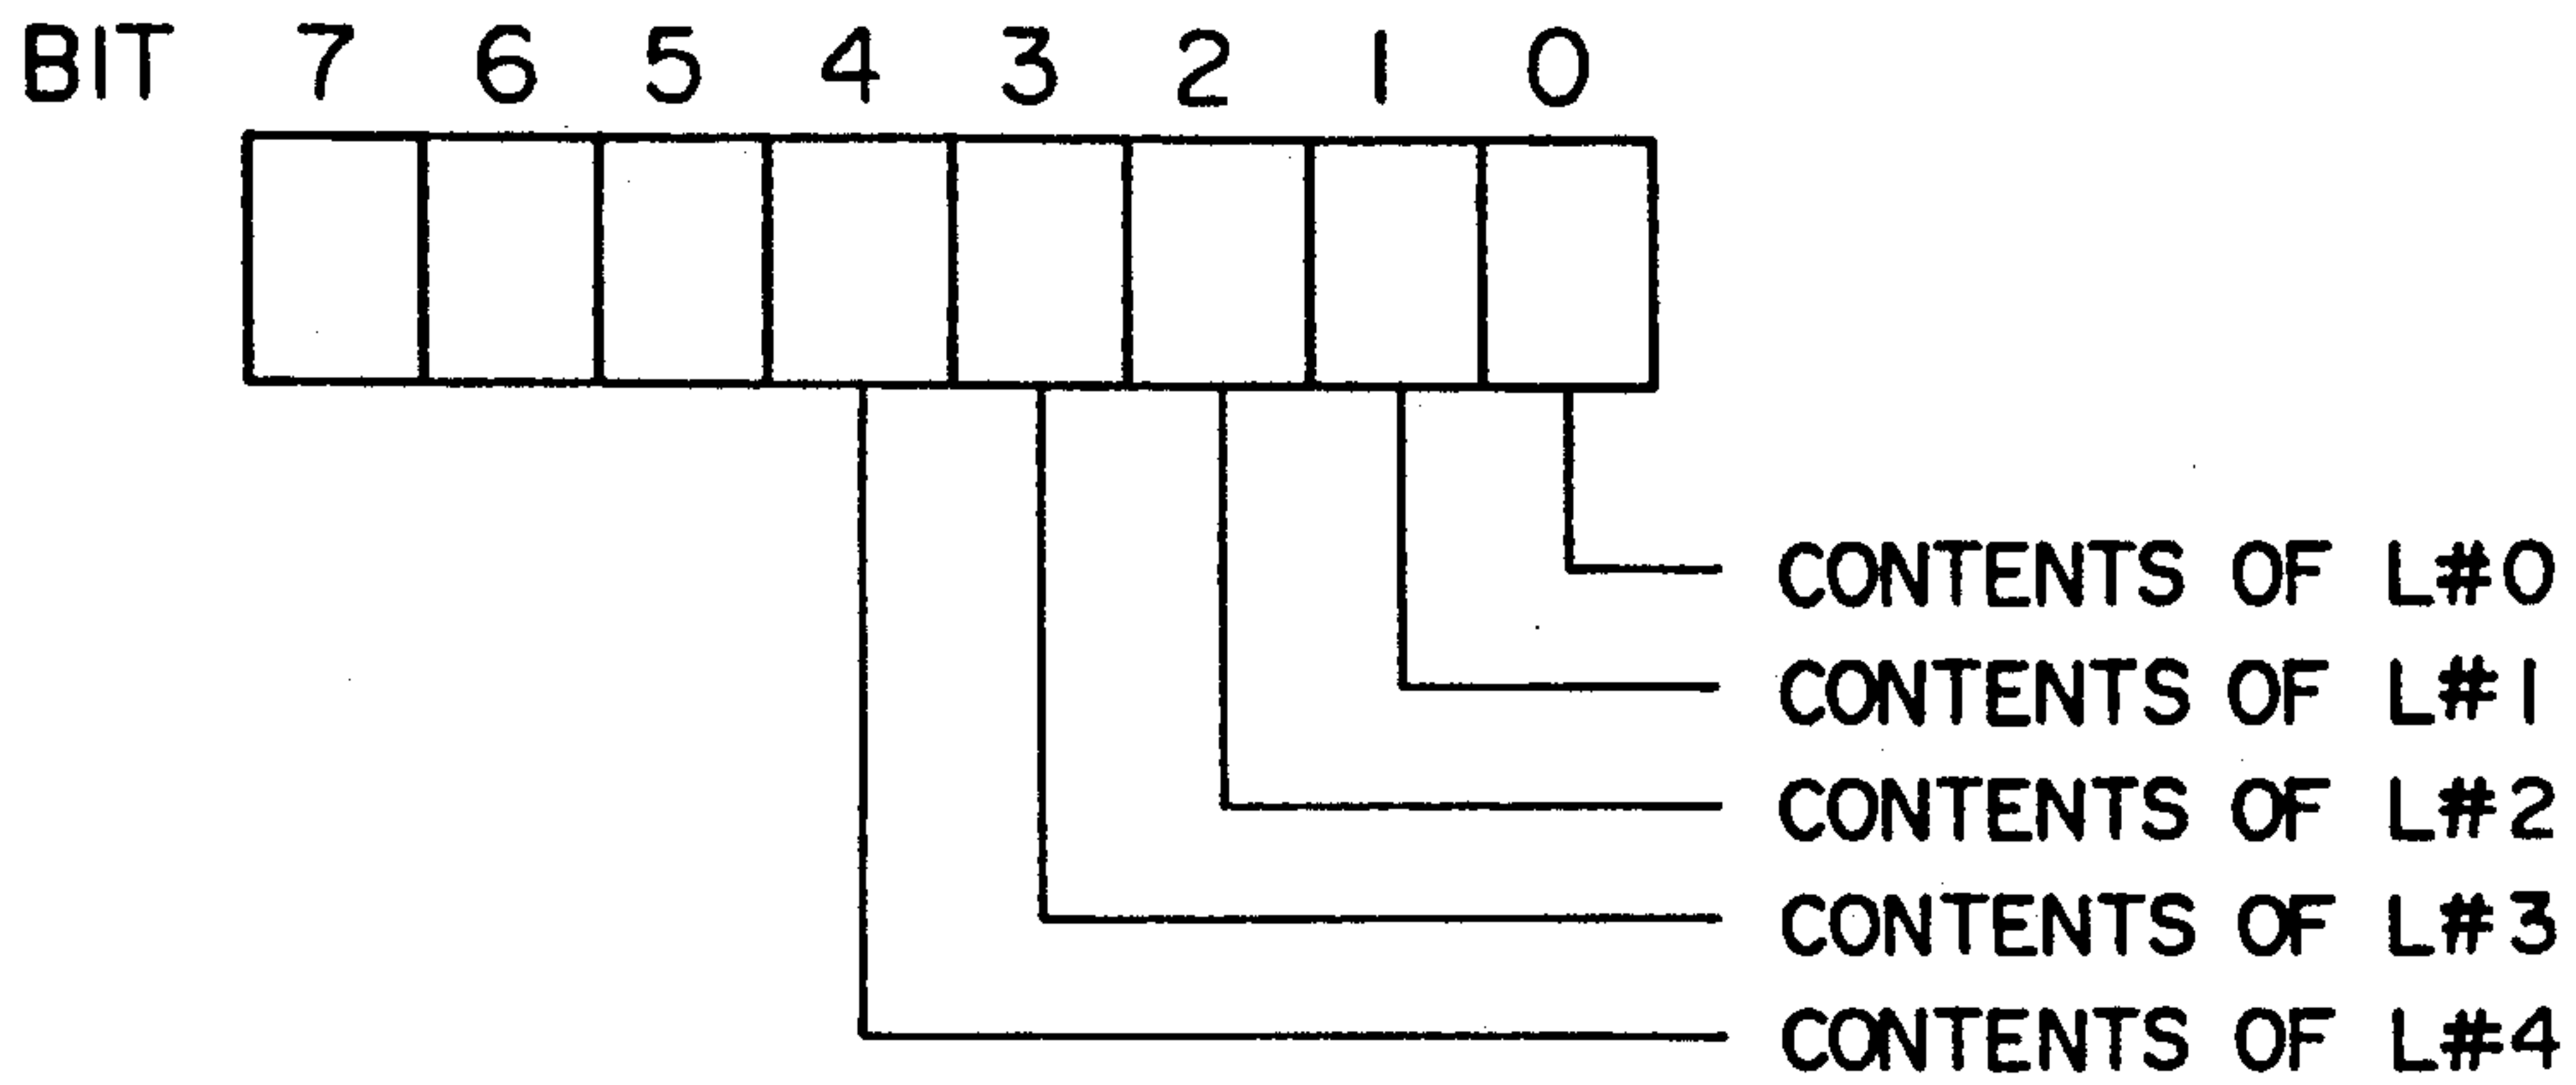 BIT 7 6 5 4 3 2 1 0
CONTENTS OF L#0
CONTENTS OF L#1
CONTENTS OF L#2
CONTENTS OF L#3
CONTENTS OF L#4